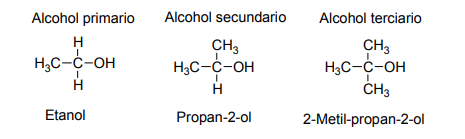 Alcohol primario Alcohol secundario Alcohol terciario
H CH₃ CH₃
H₃C–C–OH H₃C–C–OH H₃C–C–OH
H H CH₃
Etanol Propan-2-ol 2-Metil-propan-2-ol